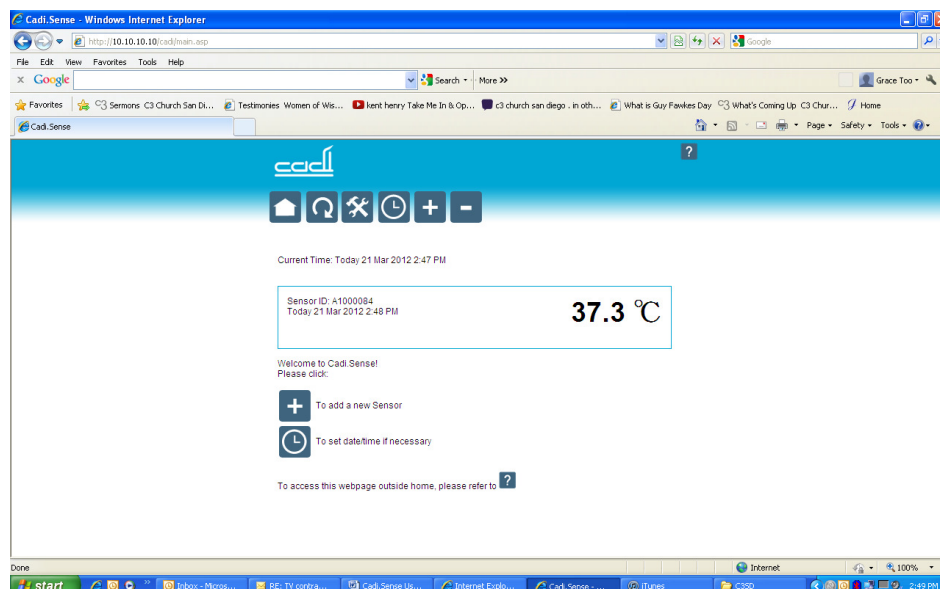 Cadi.Sense - Windows Internet Explorer
http://10.10.10.10/cadi/main.asp
Google
File Edit View Favorites Tools Help
x Google Search More >> Grace Too
Favorites C3 Sermons C3 Church San Di... Testimonies Women of Wis... kent henry Take Me In & Op... c3 church san diego . in oth... What is Guy Fawkes Day What's Coming Up C3 Chur... Home
Cadi.Sense Page Safety Tools
cadi ?
Current Time: Today 21 Mar 2012 2:47 PM
Sensor ID: A1000084
Today 21 Mar 2012 2:48 PM
37.3 °C
Welcome to Cadi.Sense!
Please click:
+ To add a new Sensor
To set date/time if necessary
To access this webpage outside home, please refer to ?
Done Internet 100%
start Inbox - Micros... RE: TV contra... Cadi.Sense Us... Internet Explo... Cadi.Sense - ... iTunes C3SD 2:49 PM